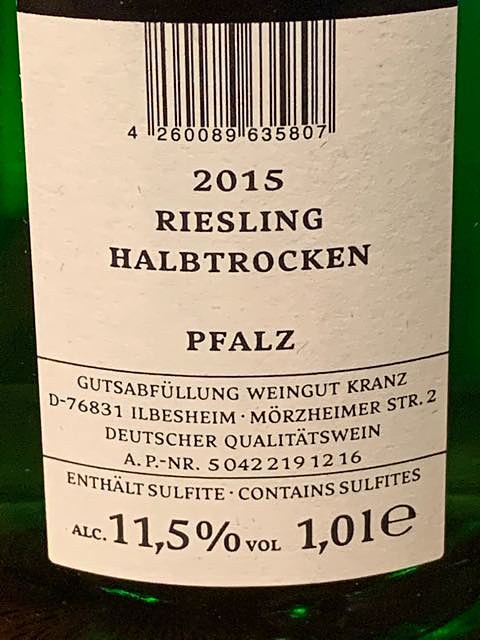 4 260089 635807
2015
RIESLING
HALBTROCKEN
PFALZ
GUTSABFÜLLUNG WEINGUT KRANZ
D-76831 ILBESHEIM · MÖRZHEIMER STR. 2
DEUTSCHER QUALITÄTSWEIN
A. P.-NR. 5 042 219 12 16
ENTHÄLT SULFITE · CONTAINS SULFITES
ALC. 11,5% VOL 1,0 l e